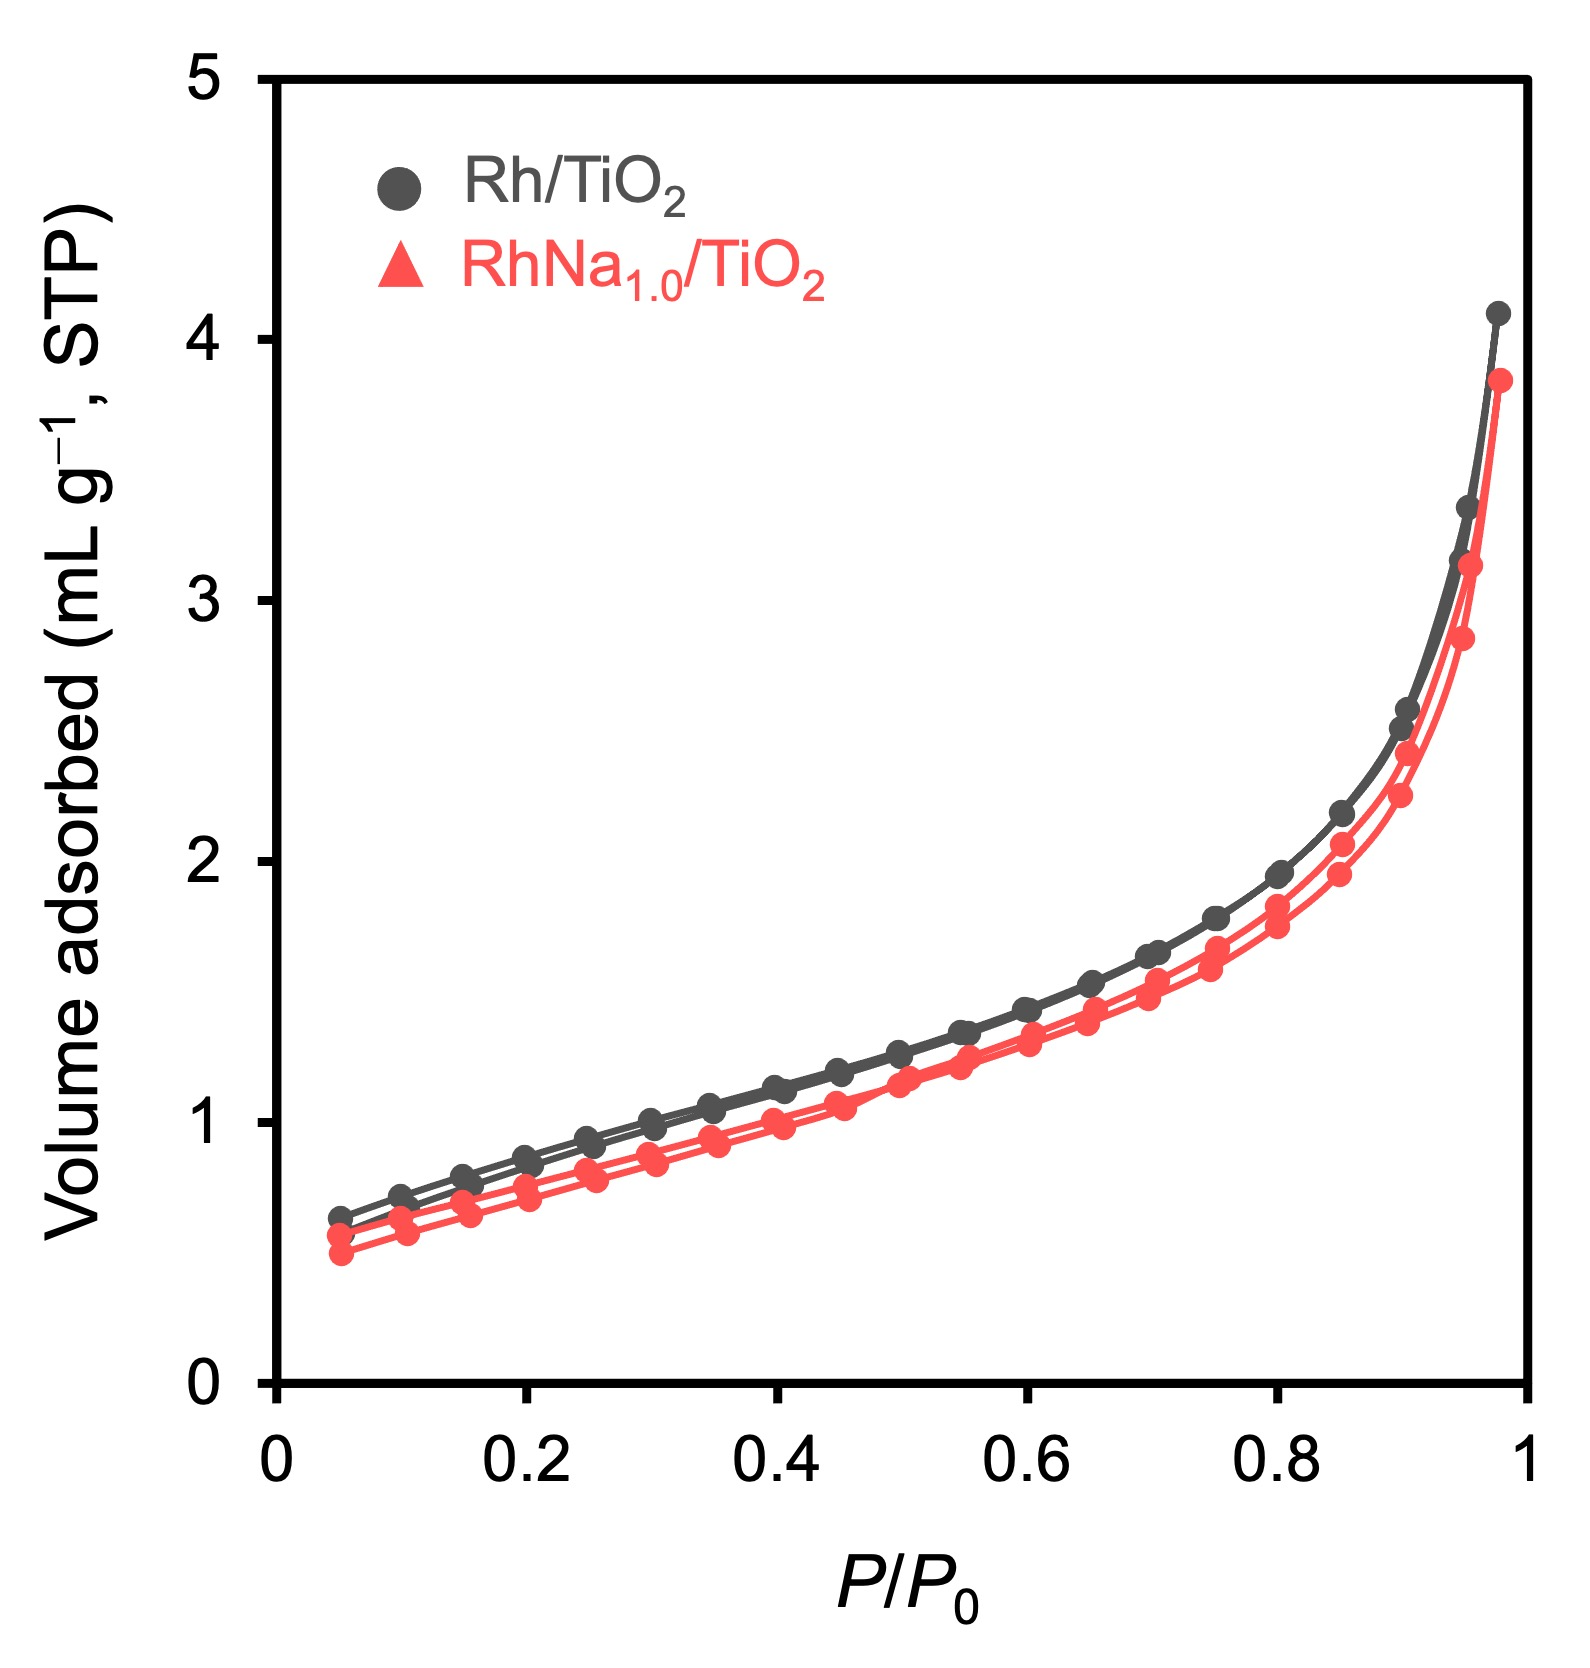 Volume adsorbed (mL g⁻¹, STP)
5
4
3
2
1
0
Rh/TiO₂
RhNa₁.₀/TiO₂
0 0.2 0.4 0.6 0.8 1
P/P₀